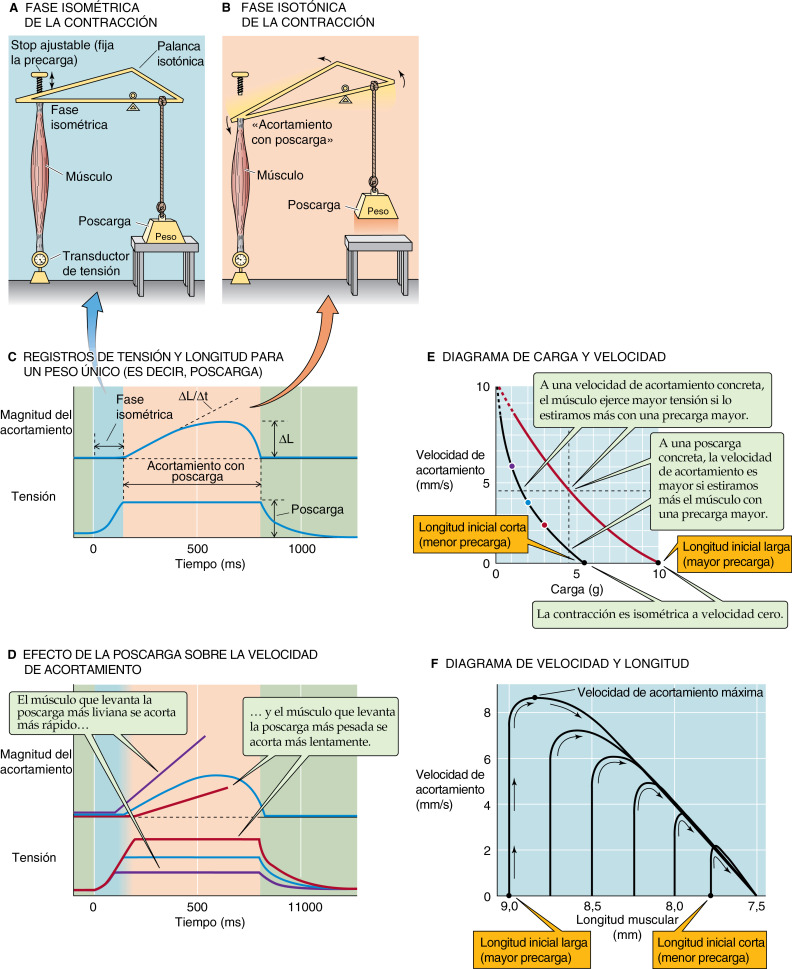 A FASE ISOMÉTRICA
DE LA CONTRACCIÓN
Stop ajustable (fija
la precarga)
Palanca
isotónica
Fase
isométrica
Músculo
Poscarga
Peso
Transductor
de tensión
B FASE ISOTÓNICA
DE LA CONTRACCIÓN
«Acortamiento
con poscarga»
Músculo
Poscarga
Peso
C REGISTROS DE TENSIÓN Y LONGITUD PARA
UN PESO ÚNICO (ES DECIR, POSCARGA)
Magnitud del
acortamiento
Fase
isométrica
ΔL/Δt
ΔL
Acortamiento con
poscarga
Tensión
Poscarga
0 500 1000
Tiempo (ms)
D EFECTO DE LA POSCARGA SOBRE LA VELOCIDAD
DE ACORTAMIENTO
El músculo que levanta la
poscarga más liviana se acorta
más rápido…
… y el músculo que levanta
la poscarga más pesada se
acorta más lentamente.
Magnitud del
acortamiento
Tensión
0 500 11000
Tiempo (ms)
E DIAGRAMA DE CARGA Y VELOCIDAD
10
A una velocidad de acortamiento concreta,
el músculo ejerce mayor tensión si lo
estiramos más con una precarga mayor.
A una poscarga
concreta, la velocidad
de acortamiento es
mayor si estiramos
más el músculo con
una precarga mayor.
Velocidad de
acortamiento
(mm/s)
5
Longitud inicial corta
(menor precarga)
Longitud inicial larga
(mayor precarga)
0
0 5 10
Carga (g)
La contracción es isométrica a velocidad cero.
F DIAGRAMA DE VELOCIDAD Y LONGITUD
Velocidad de acortamiento máxima
8
6
Velocidad de
acortamiento
(mm/s)
4
2
0
9,0 8,5 8,0 7,5
Longitud muscular
(mm)
Longitud inicial larga
(mayor precarga)
Longitud inicial corta
(menor precarga)